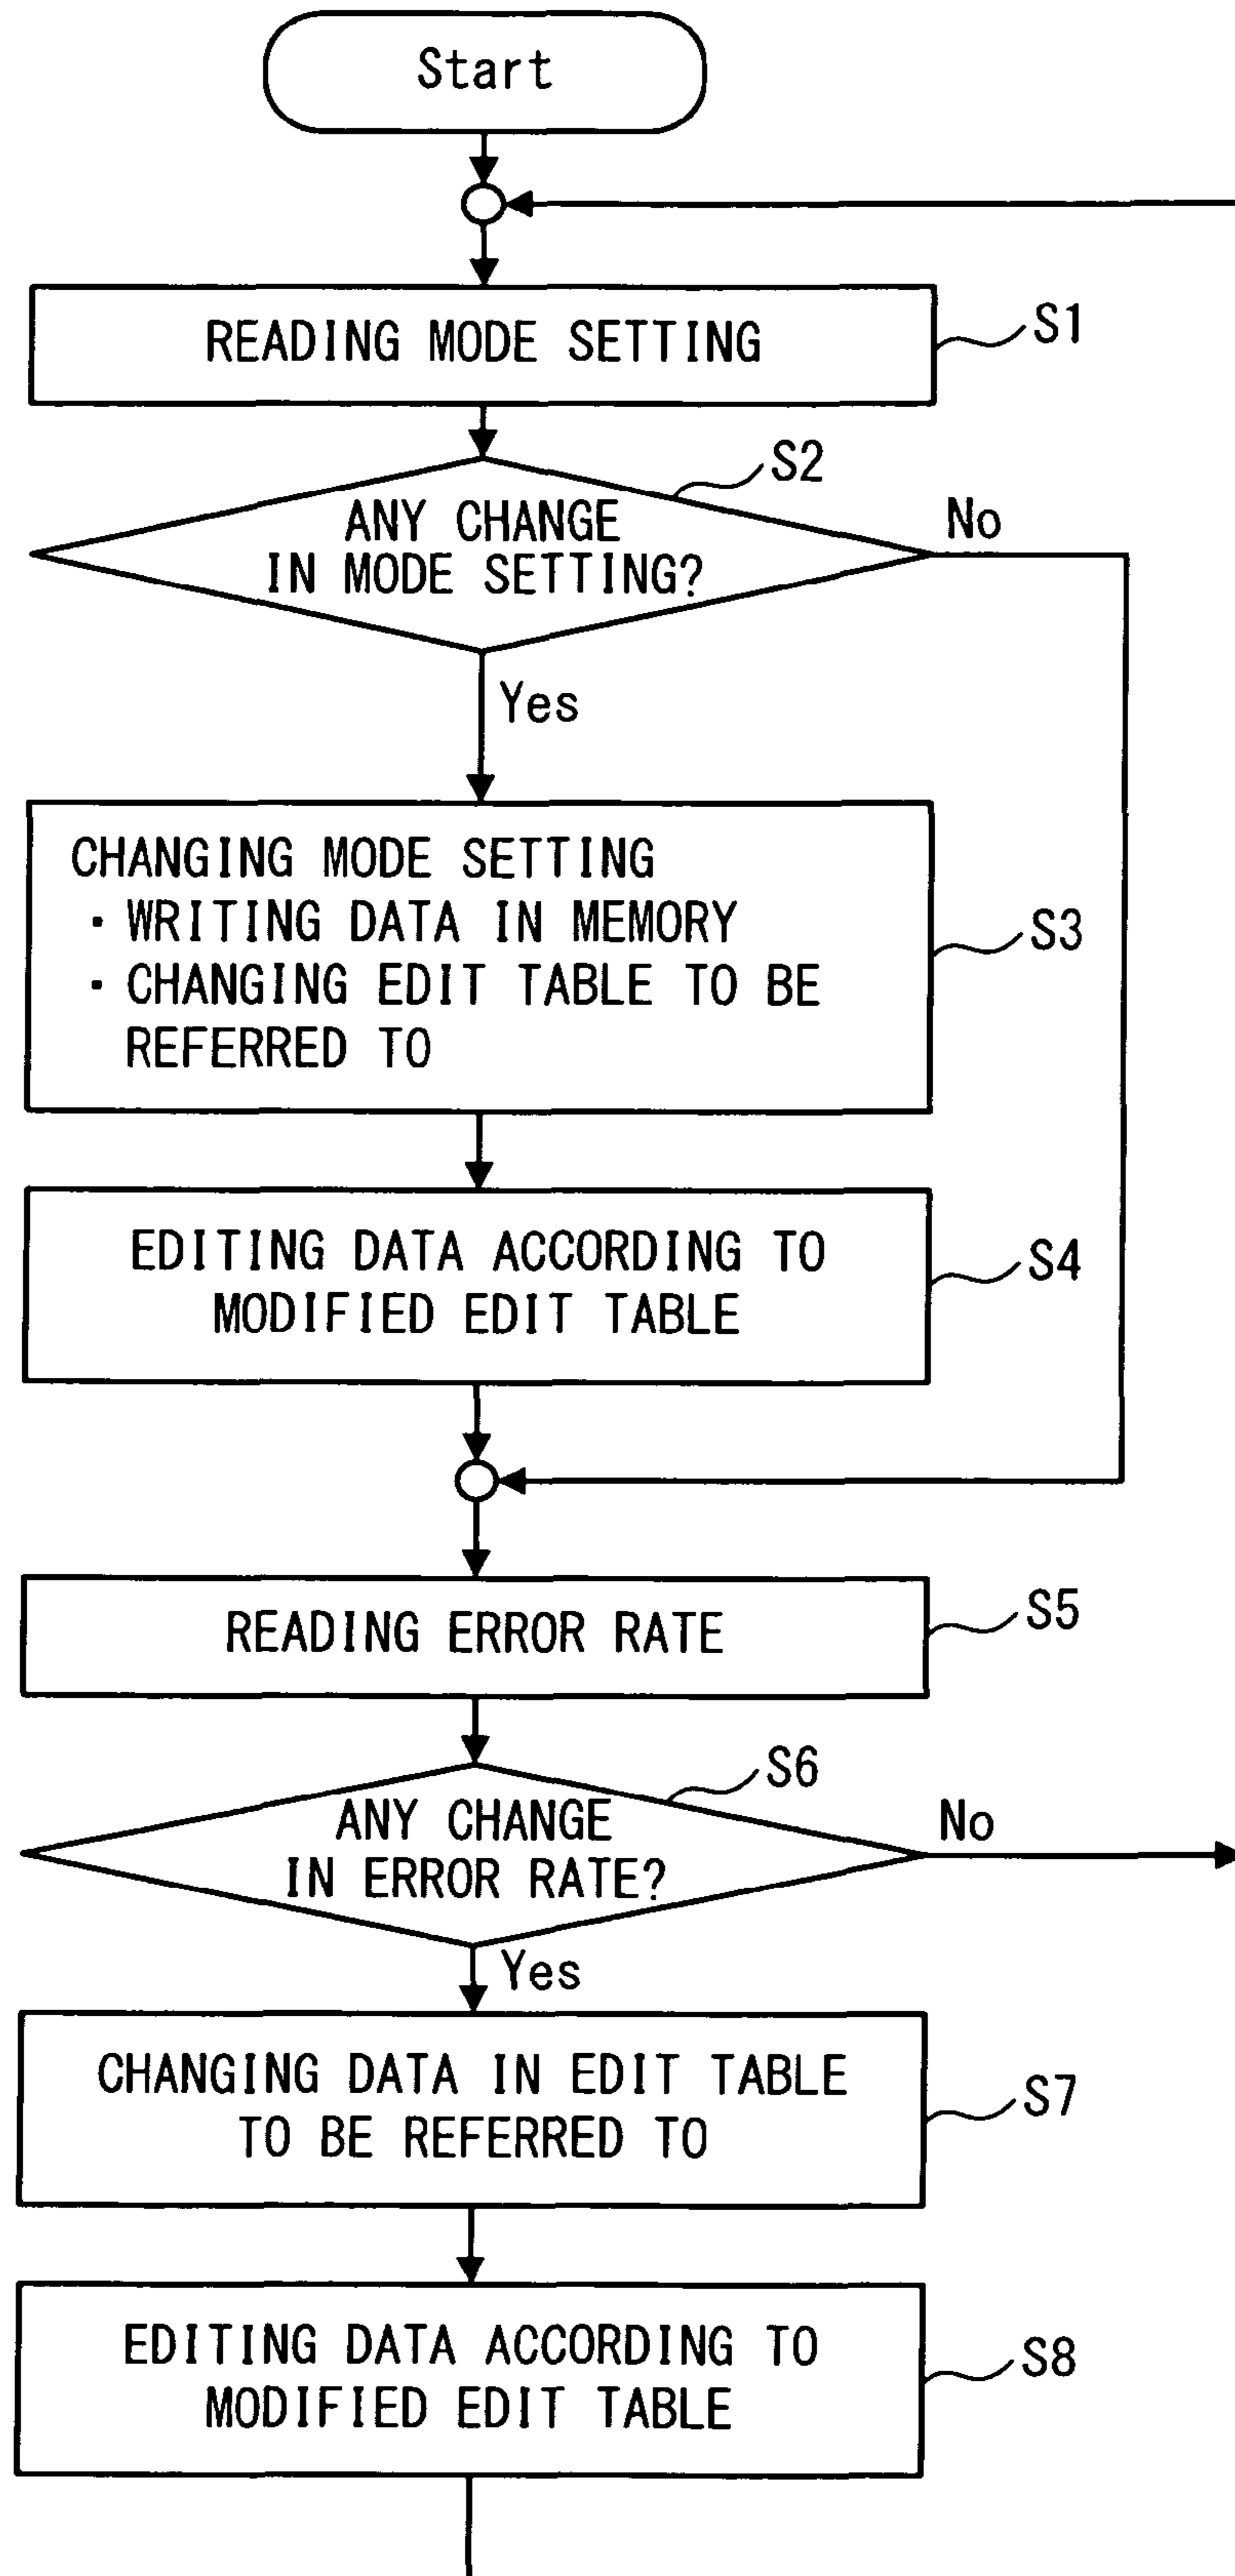 Start
READING MODE SETTING
S1
S2
ANY CHANGE
IN MODE SETTING?
No
Yes
CHANGING MODE SETTING
· WRITING DATA IN MEMORY
· CHANGING EDIT TABLE TO BE
REFERRED TO
S3
EDITING DATA ACCORDING TO
MODIFIED EDIT TABLE
S4
READING ERROR RATE
S5
S6
ANY CHANGE
IN ERROR RATE?
No
Yes
CHANGING DATA IN EDIT TABLE
TO BE REFERRED TO
S7
EDITING DATA ACCORDING TO
MODIFIED EDIT TABLE
S8